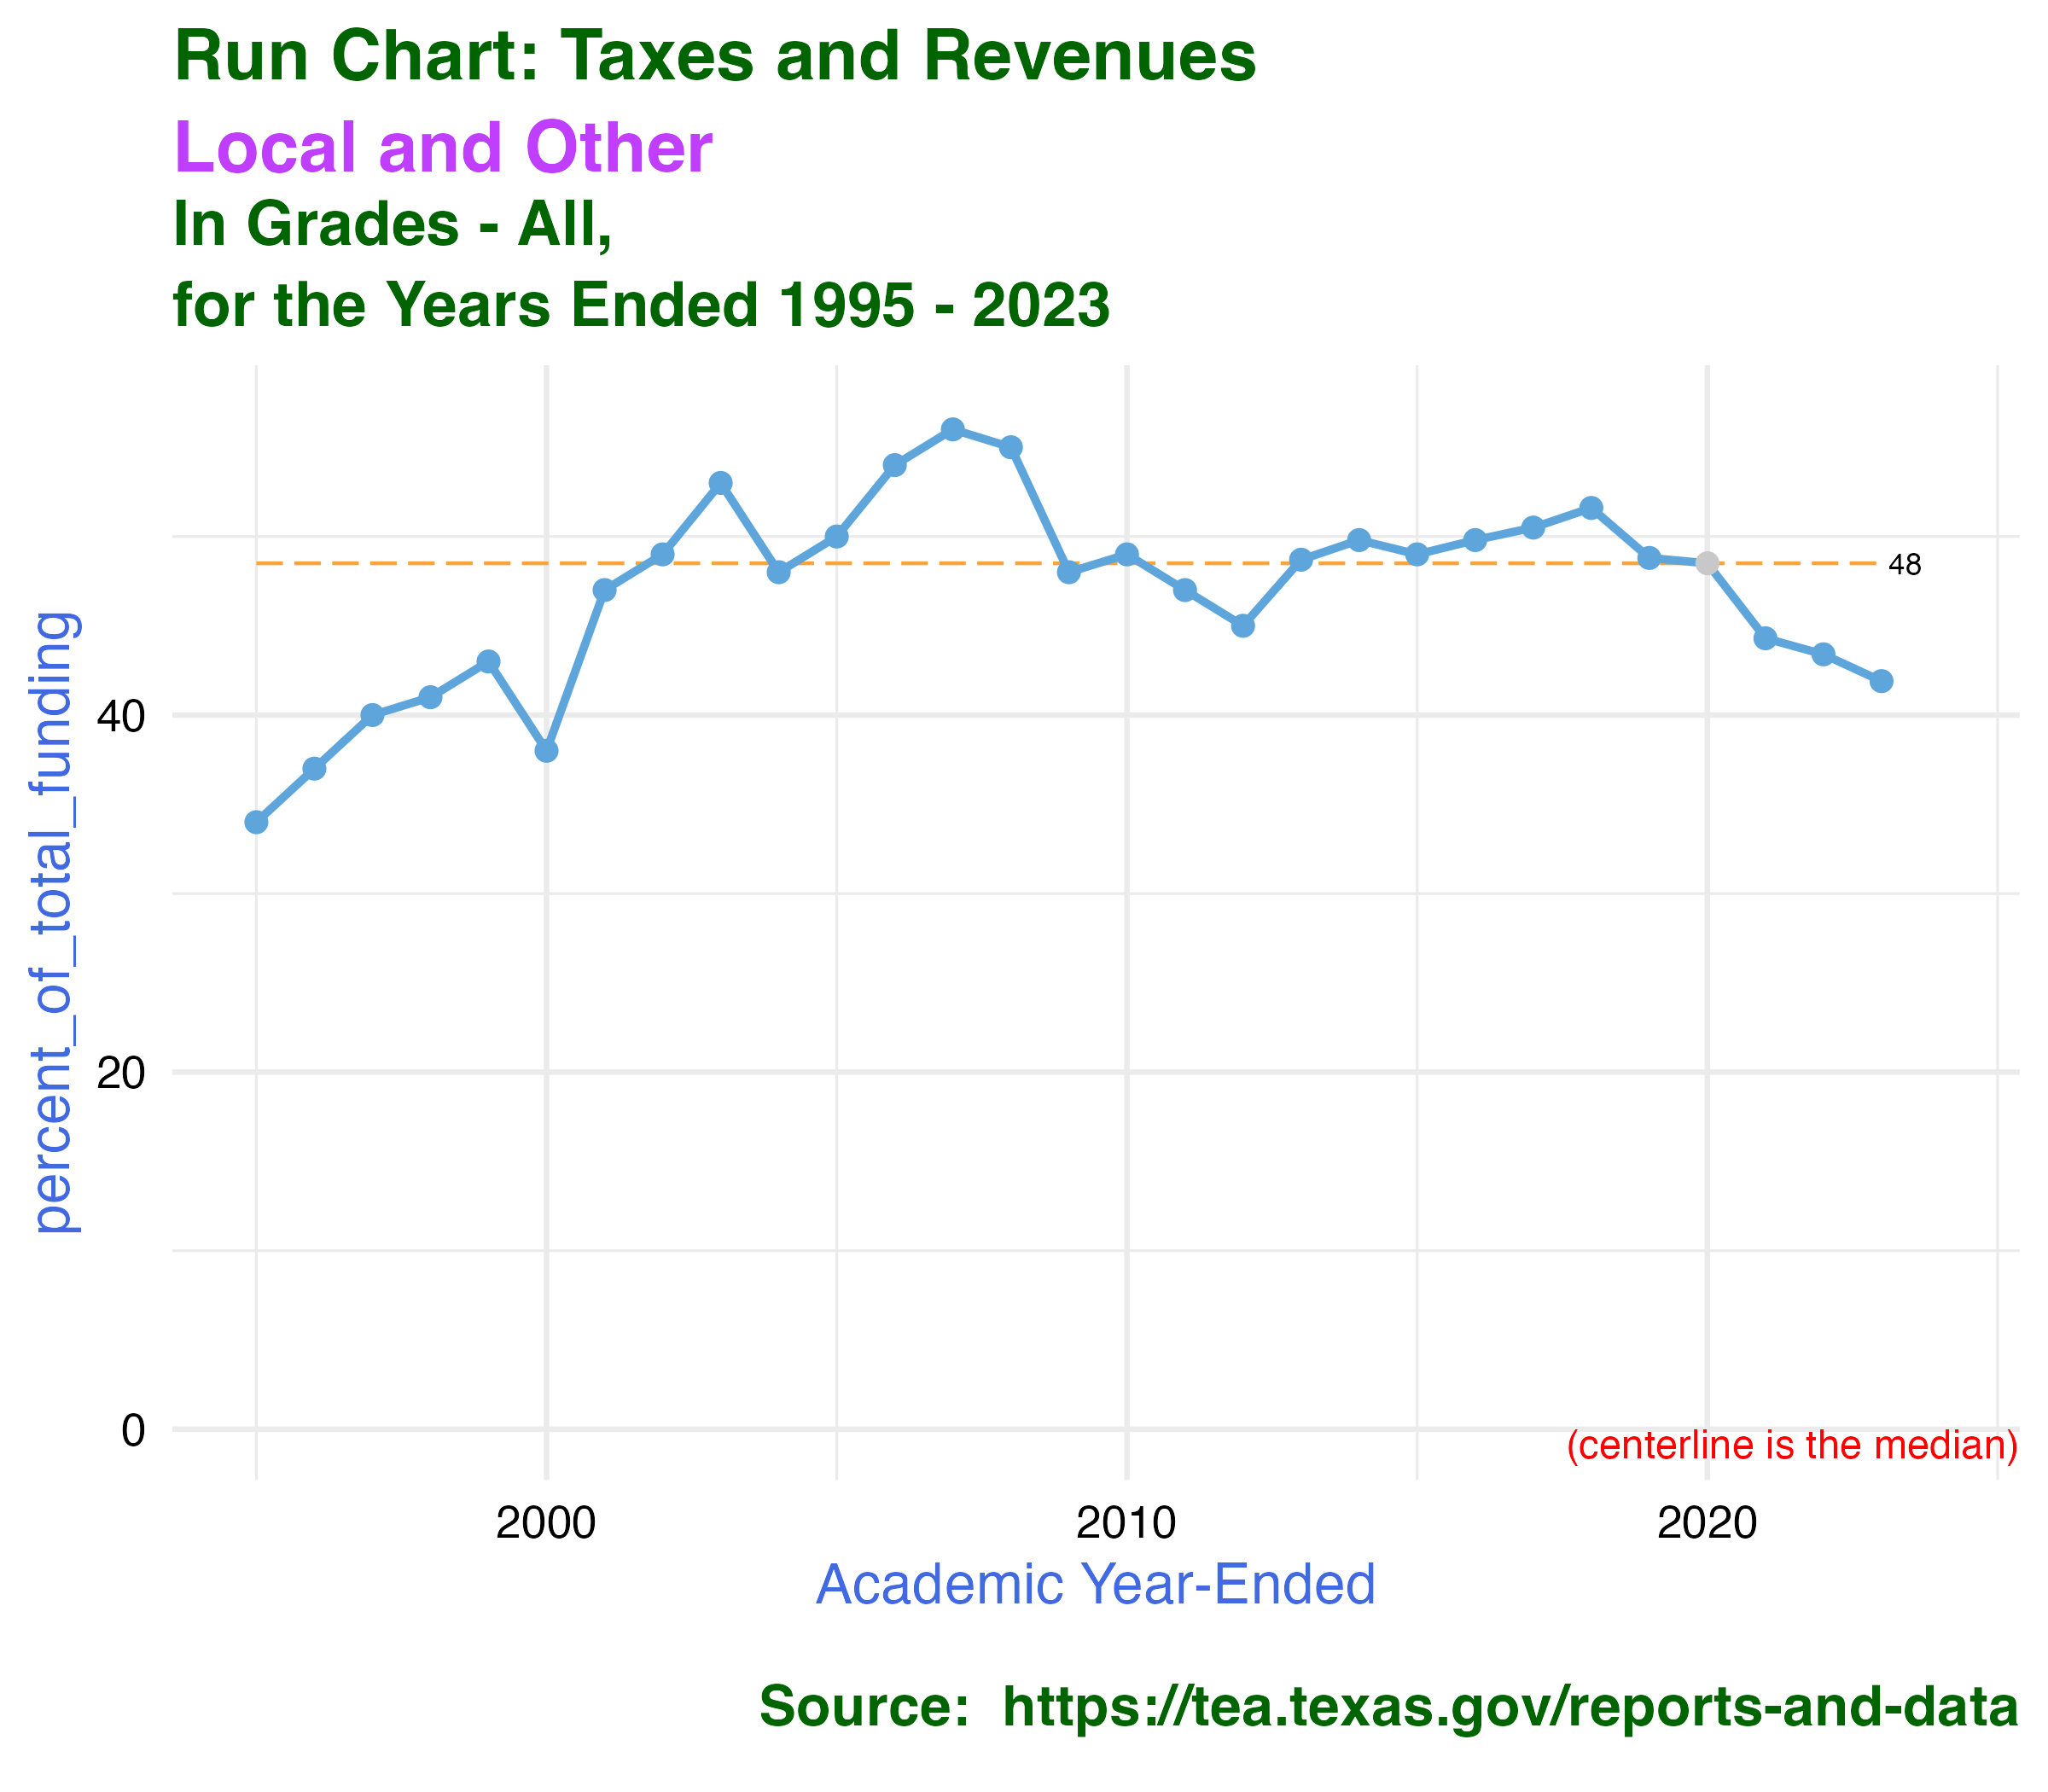 Run Chart: Taxes and Revenues
Local and Other
In Grades - All,
for the Years Ended 1995 - 2023
percent_of_total_funding
48
40
20
0
(centerline is the median)
2000 2010 2020
Academic Year-Ended
Source:  https://tea.texas.gov/reports-and-data